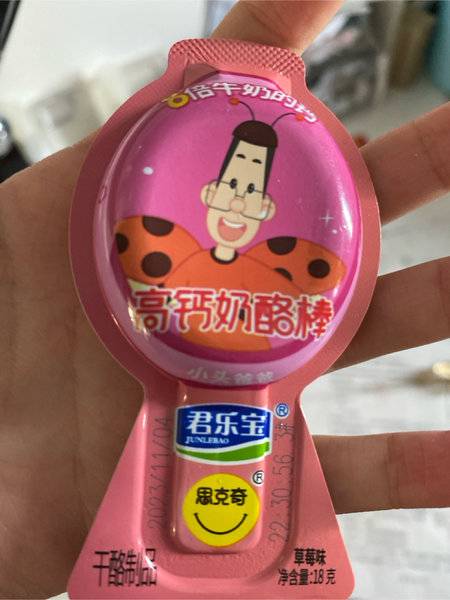 6倍牛奶的钙
高钙奶酪棒
小头爸爸
君乐宝®
JUNLEBAO
思克奇®
2023/11/04
22:30:56
干酪制品
草莓味
净含量:18克